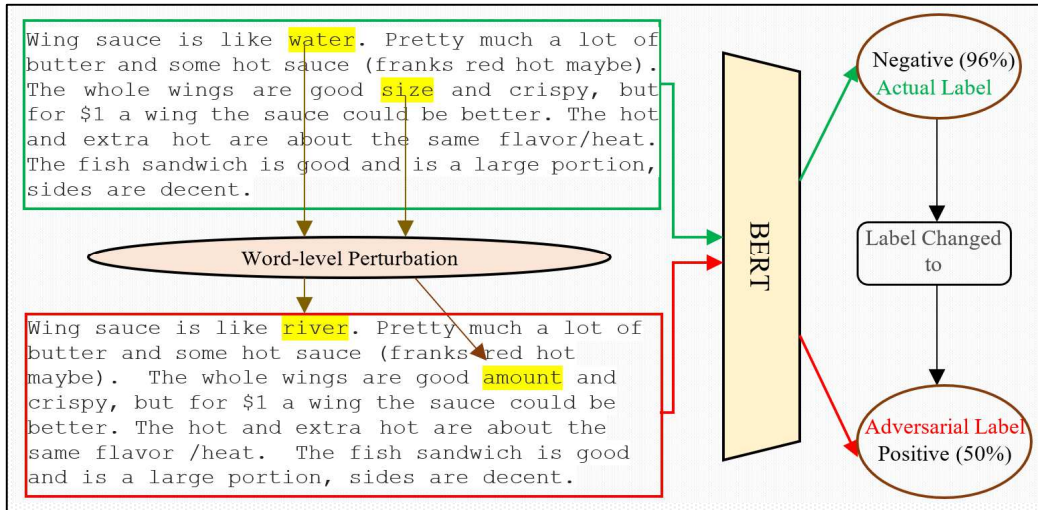 Wing sauce is like water. Pretty much a lot of
butter and some hot sauce (franks red hot maybe).
The whole wings are good size and crispy, but
for $1 a wing the sauce could be better. The hot
and extra hot are about the same flavor/heat.
The fish sandwich is good and is a large portion,
sides are decent.
Word-level Perturbation
Wing sauce is like river. Pretty much a lot of
butter and some hot sauce (franks red hot
maybe). The whole wings are good amount and
crispy, but for $1 a wing the sauce could be
better. The hot and extra hot are about the
same flavor /heat. The fish sandwich is good
and is a large portion, sides are decent.
BERT
Negative (96%)
Actual Label
Label Changed
to
Adversarial Label
Positive (50%)